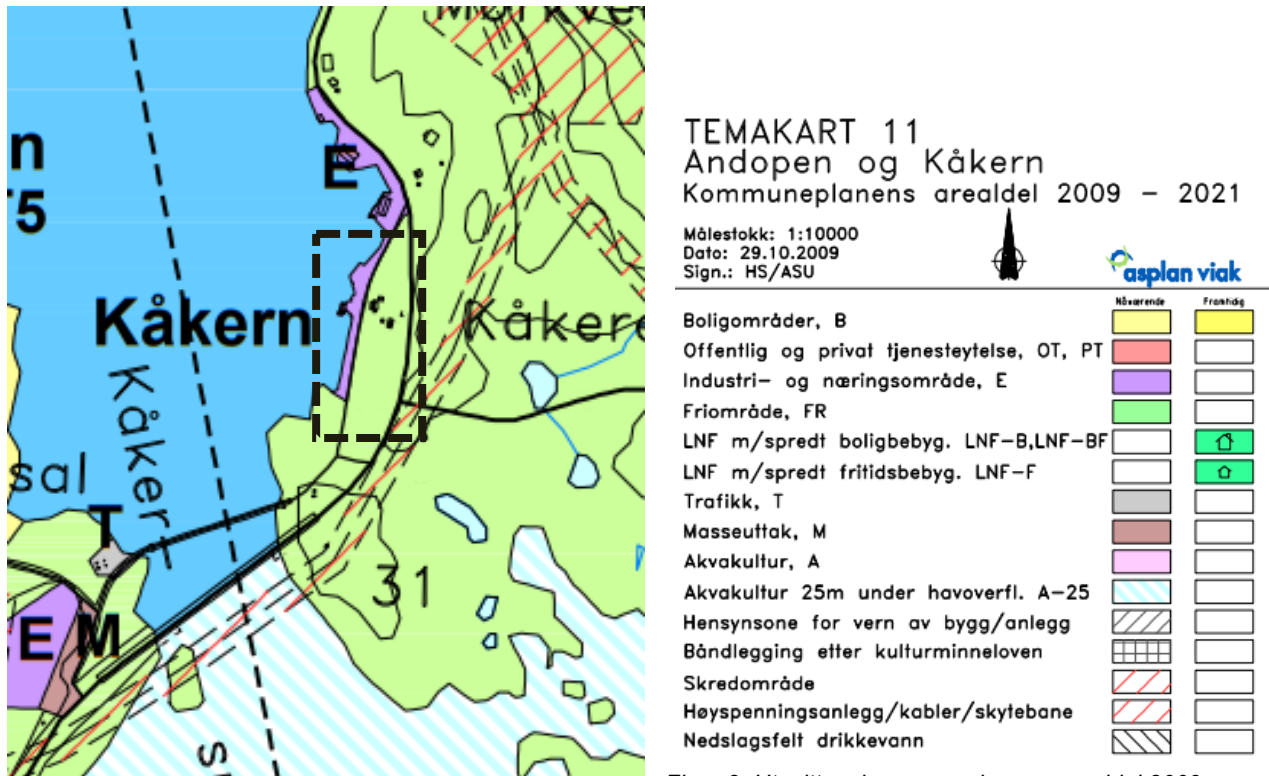 n
T5
E
Kåkern
Kåker
sal
T
E
M
31
TEMAKART 11
Andopen og Kåkern
Kommuneplanens arealdel 2009 – 2021
Målestokk: 1:10000
Dato: 29.10.2009
Sign.: HS/ASU
asplan viak
Nåværende Framtidig
Boligområder, B
Offentlig og privat tjenesteytelse, OT, PT
Industri– og næringsområde, E
Friområde, FR
LNF m/spredt boligbebyg. LNF–B,LNF–BF
LNF m/spredt fritidsbebyg. LNF–F
Trafikk, T
Masseuttak, M
Akvakultur, A
Akvakultur 25m under havoverfl. A–25
Hensynsone for vern av bygg/anlegg
Båndlegging etter kulturminneloven
Skredområde
Høyspenningsanlegg/kabler/skytebane
Nedslagsfelt drikkevann